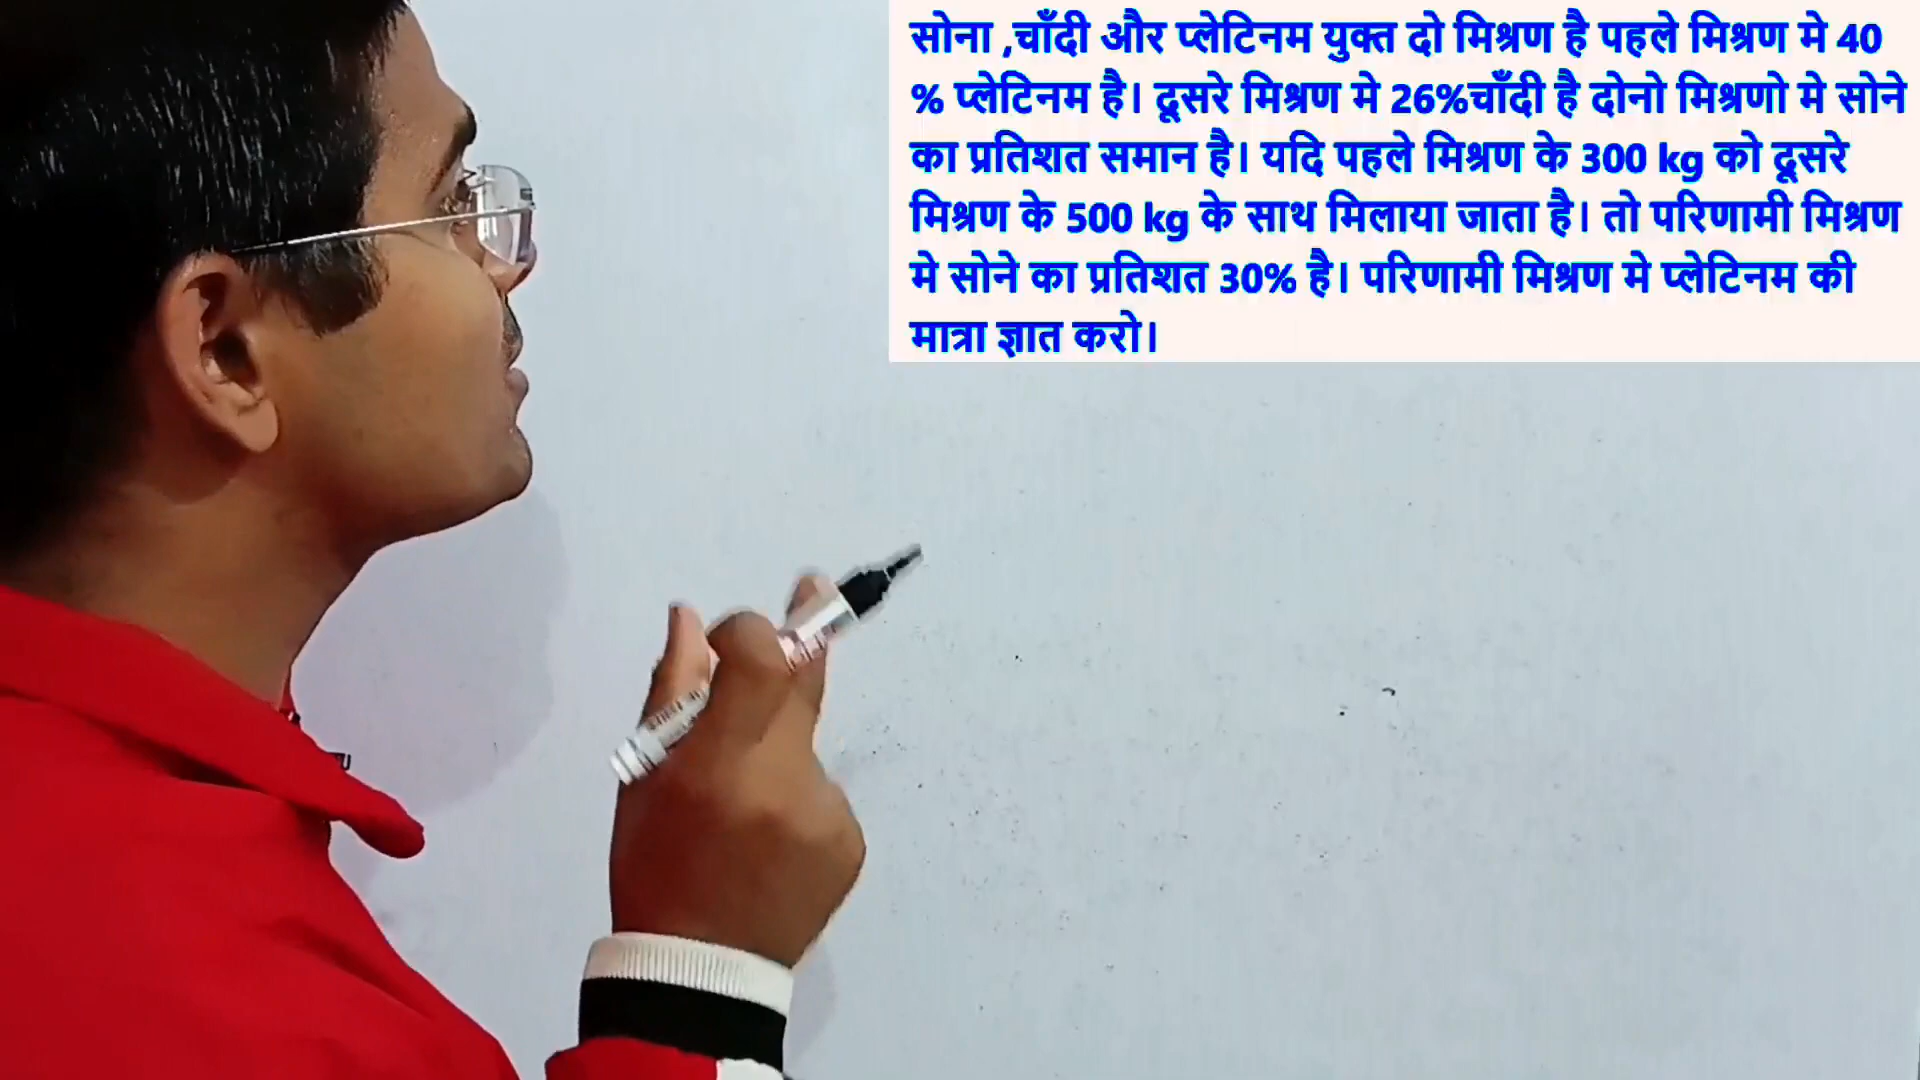 सोना ,चाँदी और प्लेटिनम युक्त दो मिश्रण है पहले मिश्रण मे 40
% प्लेटिनम है। दूसरे मिश्रण मे 26%चाँदी है दोनो मिश्रणो मे सोने
का प्रतिशत समान है। यदि पहले मिश्रण के 300 kg को दूसरे
मिश्रण के 500 kg के साथ मिलाया जाता है। तो परिणामी मिश्रण
मे सोने का प्रतिशत 30% है। परिणामी मिश्रण मे प्लेटिनम की
मात्रा ज्ञात करो।